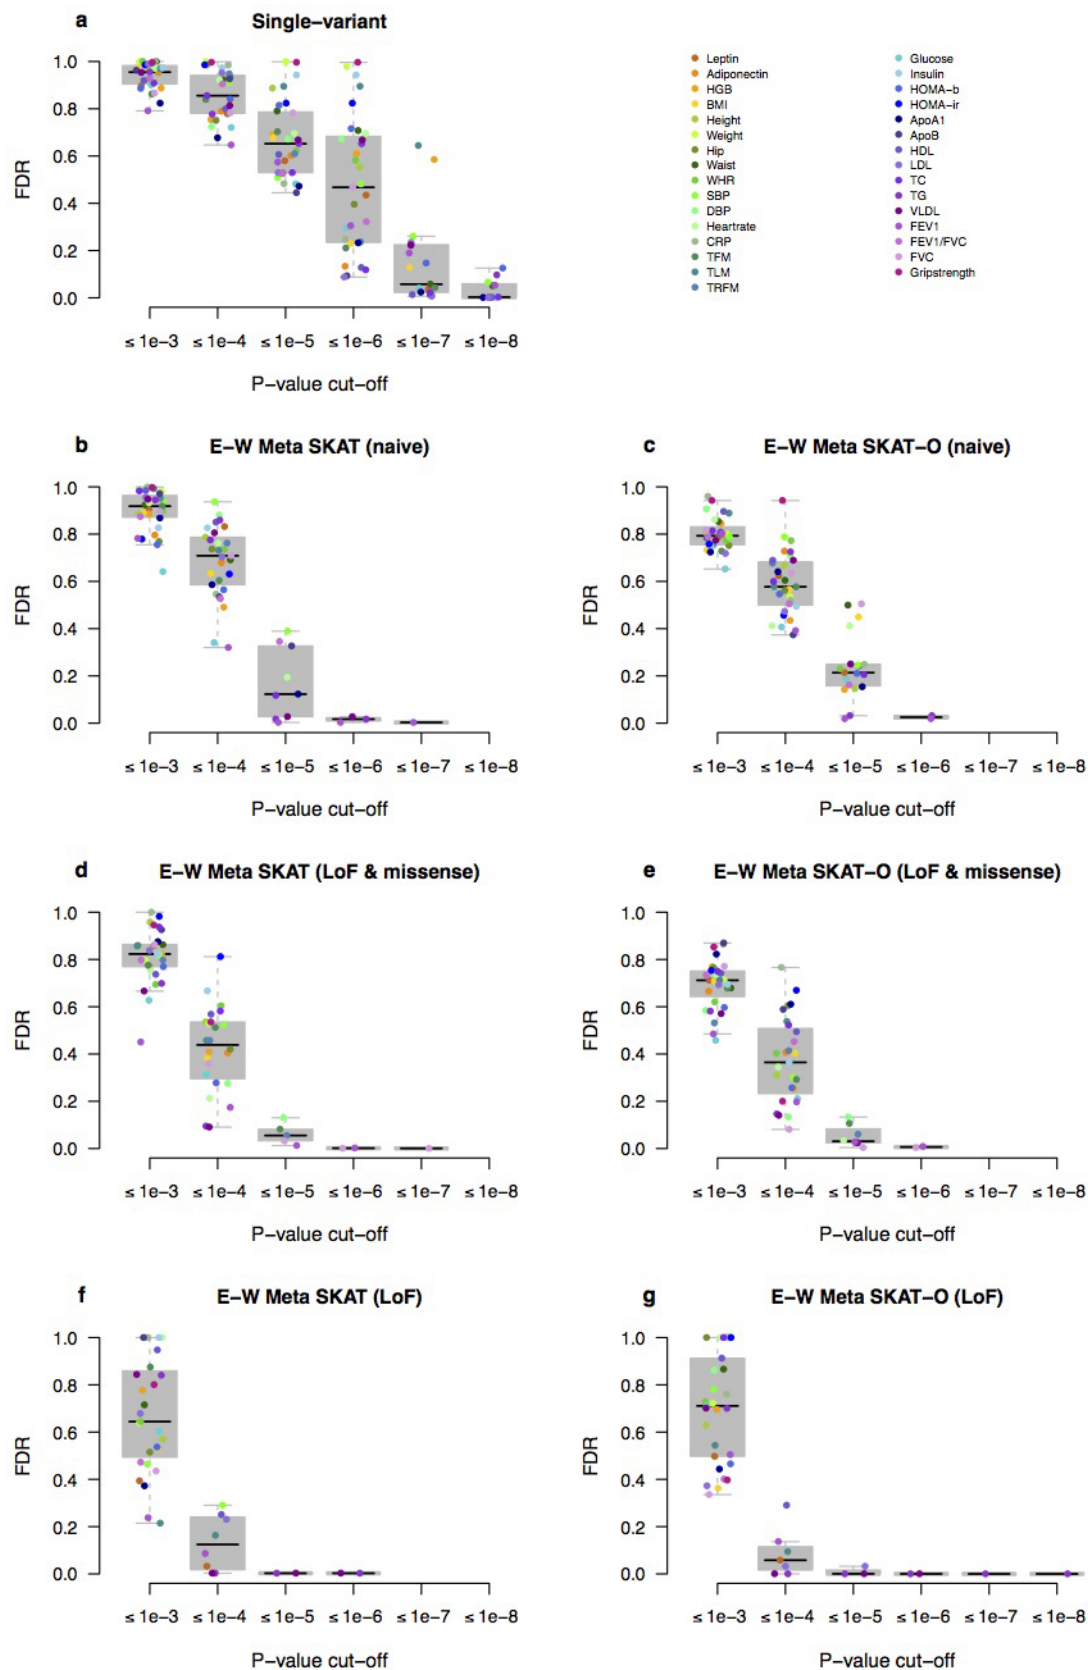 a Single−variant
FDR
1.0
0.8
0.6
0.4
0.2
0.0
≤ 1e−3 ≤ 1e−4 ≤ 1e−5 ≤ 1e−6 ≤ 1e−7 ≤ 1e−8
P−value cut−off
Leptin
Adiponectin
HGB
BMI
Height
Weight
Hip
Waist
WHR
SBP
DBP
Heartrate
CRP
TFM
TLM
TRFM
Glucose
Insulin
HOMA−b
HOMA−ir
ApoA1
ApoB
HDL
LDL
TC
TG
VLDL
FEV1
FEV1/FVC
FVC
Gripstrength
b E−W Meta SKAT (naive)
FDR
1.0
0.8
0.6
0.4
0.2
0.0
≤ 1e−3 ≤ 1e−4 ≤ 1e−5 ≤ 1e−6 ≤ 1e−7 ≤ 1e−8
P−value cut−off
c E−W Meta SKAT−O (naive)
FDR
1.0
0.8
0.6
0.4
0.2
0.0
≤ 1e−3 ≤ 1e−4 ≤ 1e−5 ≤ 1e−6 ≤ 1e−7 ≤ 1e−8
P−value cut−off
d E−W Meta SKAT (LoF & missense)
FDR
1.0
0.8
0.6
0.4
0.2
0.0
≤ 1e−3 ≤ 1e−4 ≤ 1e−5 ≤ 1e−6 ≤ 1e−7 ≤ 1e−8
P−value cut−off
e E−W Meta SKAT−O (LoF & missense)
FDR
1.0
0.8
0.6
0.4
0.2
0.0
≤ 1e−3 ≤ 1e−4 ≤ 1e−5 ≤ 1e−6 ≤ 1e−7 ≤ 1e−8
P−value cut−off
f E−W Meta SKAT (LoF)
FDR
1.0
0.8
0.6
0.4
0.2
0.0
≤ 1e−3 ≤ 1e−4 ≤ 1e−5 ≤ 1e−6 ≤ 1e−7 ≤ 1e−8
P−value cut−off
g E−W Meta SKAT−O (LoF)
FDR
1.0
0.8
0.6
0.4
0.2
0.0
≤ 1e−3 ≤ 1e−4 ≤ 1e−5 ≤ 1e−6 ≤ 1e−7 ≤ 1e−8
P−value cut−off